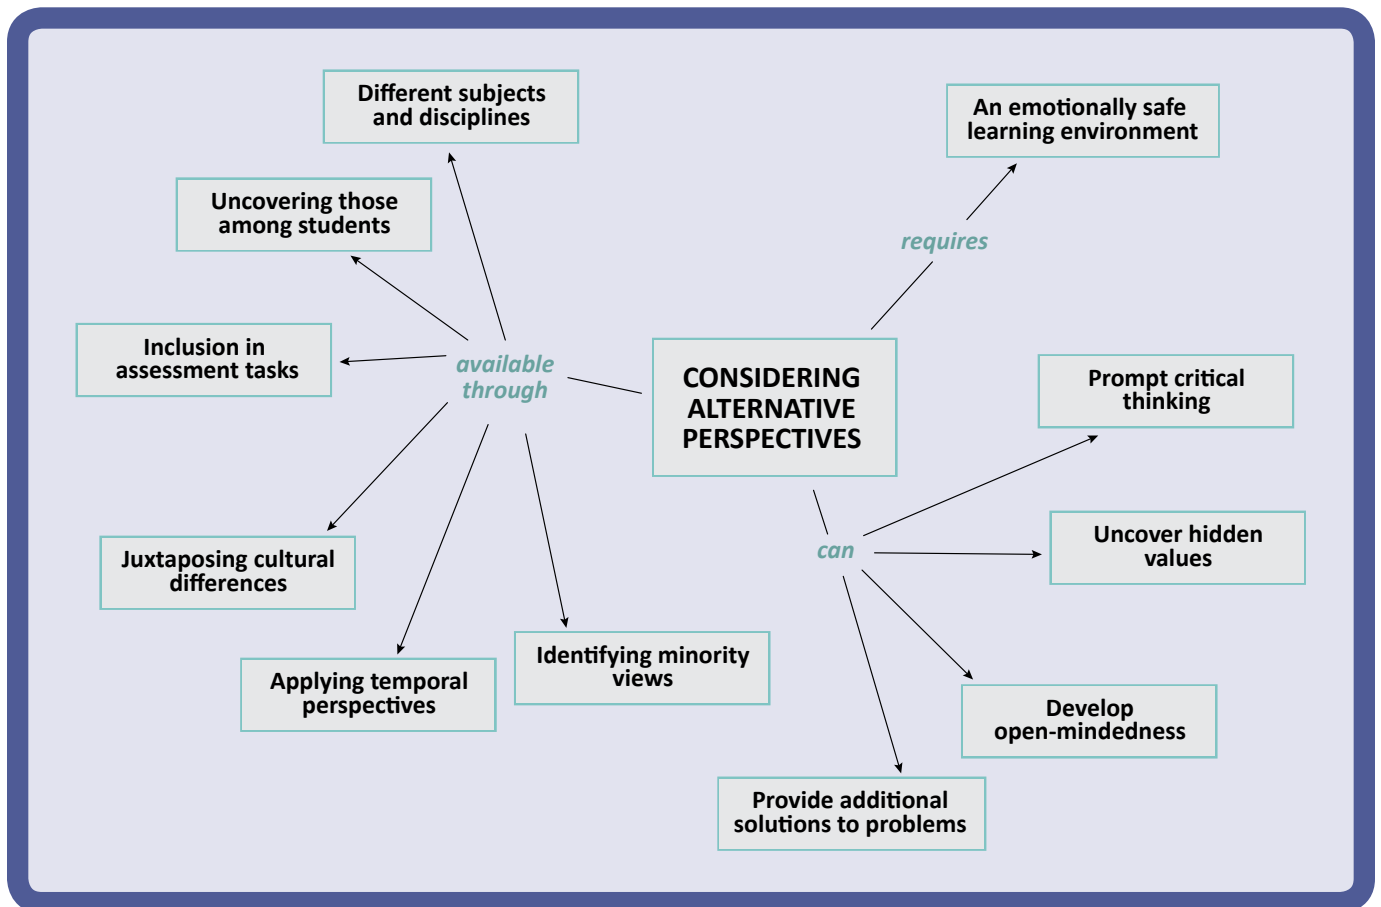 Different subjects
and disciplines
An emotionally safe
learning environment
Uncovering those
among students
requires
Inclusion in
assessment tasks
available
through
CONSIDERING
ALTERNATIVE
PERSPECTIVES
Prompt critical
thinking
Juxtaposing cultural
differences
can
Uncover hidden
values
Applying temporal
perspectives
Identifying minority
views
Develop
open-mindedness
Provide additional
solutions to problems